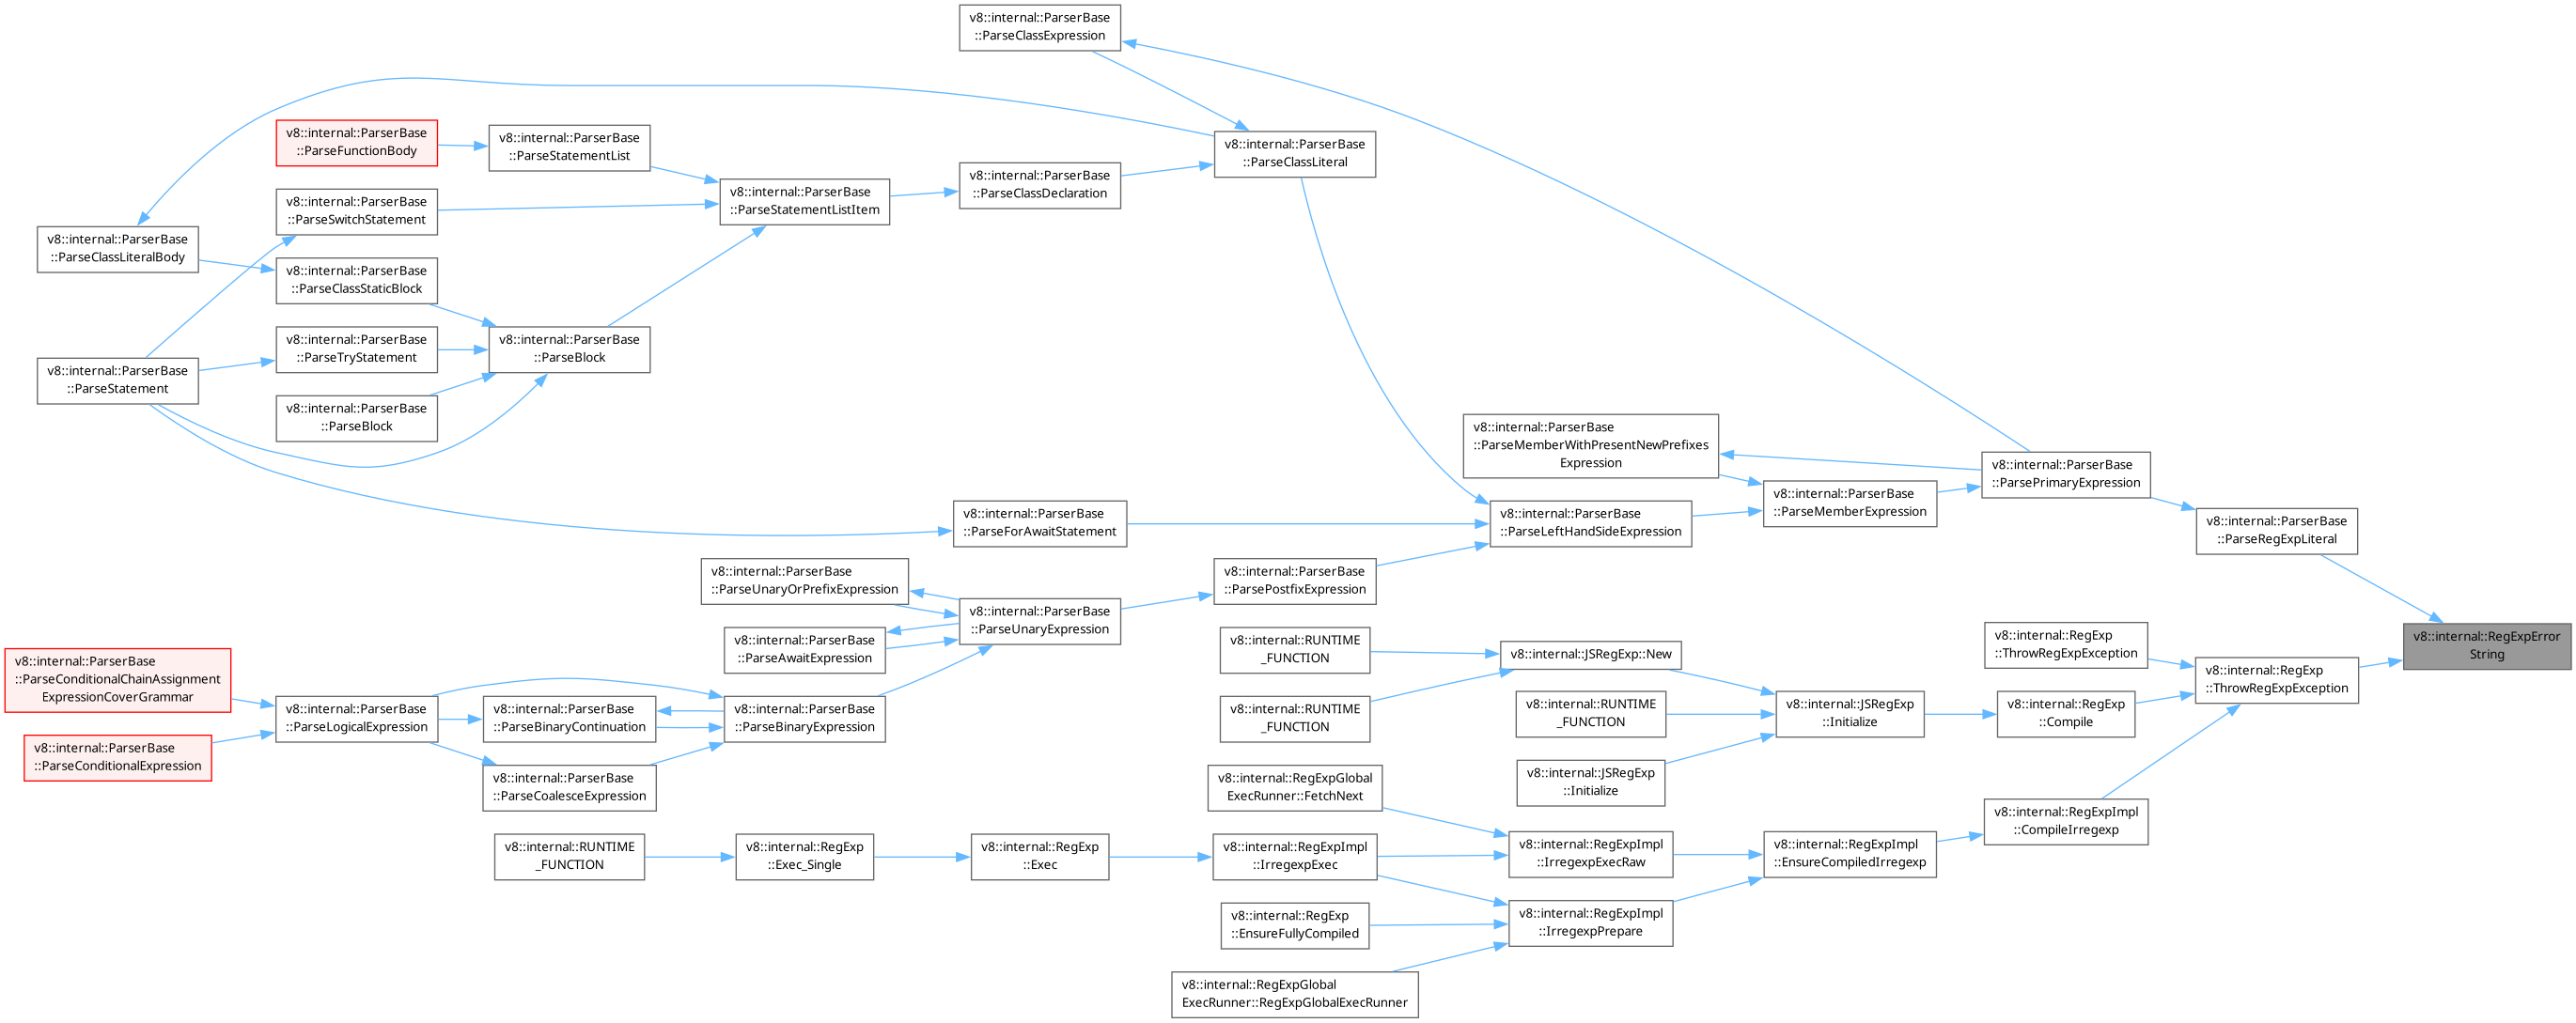 v8::internal::ParserBase
::ParseClassExpression
v8::internal::ParserBase
::ParseFunctionBody
v8::internal::ParserBase
::ParseStatementList
v8::internal::ParserBase
::ParseClassLiteral
v8::internal::ParserBase
::ParseClassDeclaration
v8::internal::ParserBase
::ParseStatementListItem
v8::internal::ParserBase
::ParseSwitchStatement
v8::internal::ParserBase
::ParseClassLiteralBody
v8::internal::ParserBase
::ParseClassStaticBlock
v8::internal::ParserBase
::ParseTryStatement
v8::internal::ParserBase
::ParseBlock
v8::internal::ParserBase
::ParseStatement
v8::internal::ParserBase
::ParseBlock
v8::internal::ParserBase
::ParseMemberWithPresentNewPrefixes
Expression
v8::internal::ParserBase
::ParsePrimaryExpression
v8::internal::ParserBase
::ParseMemberExpression
v8::internal::ParserBase
::ParseForAwaitStatement
v8::internal::ParserBase
::ParseLeftHandSideExpression
v8::internal::ParserBase
::ParseRegExpLiteral
v8::internal::ParserBase
::ParseUnaryOrPrefixExpression
v8::internal::ParserBase
::ParsePostfixExpression
v8::internal::ParserBase
::ParseUnaryExpression
v8::internal::ParserBase
::ParseAwaitExpression
v8::internal::RUNTIME
_FUNCTION
v8::internal::JSRegExp::New
v8::internal::RegExp
::ThrowRegExpException
v8::internal::RegExpError
String
v8::internal::ParserBase
::ParseConditionalChainAssignment
ExpressionCoverGrammar
v8::internal::RegExp
::ThrowRegExpException
v8::internal::ParserBase
::ParseLogicalExpression
v8::internal::ParserBase
::ParseBinaryContinuation
v8::internal::ParserBase
::ParseBinaryExpression
v8::internal::RUNTIME
_FUNCTION
v8::internal::RUNTIME
_FUNCTION
v8::internal::JSRegExp
::Initialize
v8::internal::RegExp
::Compile
v8::internal::ParserBase
::ParseConditionalExpression
v8::internal::ParserBase
::ParseCoalesceExpression
v8::internal::RegExpGlobal
ExecRunner::FetchNext
v8::internal::JSRegExp
::Initialize
v8::internal::RegExpImpl
::CompileIrregexp
v8::internal::RUNTIME
_FUNCTION
v8::internal::RegExp
::Exec_Single
v8::internal::RegExp
::Exec
v8::internal::RegExpImpl
::IrregexpExec
v8::internal::RegExpImpl
::IrregexpExecRaw
v8::internal::RegExpImpl
::EnsureCompiledIrregexp
v8::internal::RegExp
::EnsureFullyCompiled
v8::internal::RegExpImpl
::IrregexpPrepare
v8::internal::RegExpGlobal
ExecRunner::RegExpGlobalExecRunner